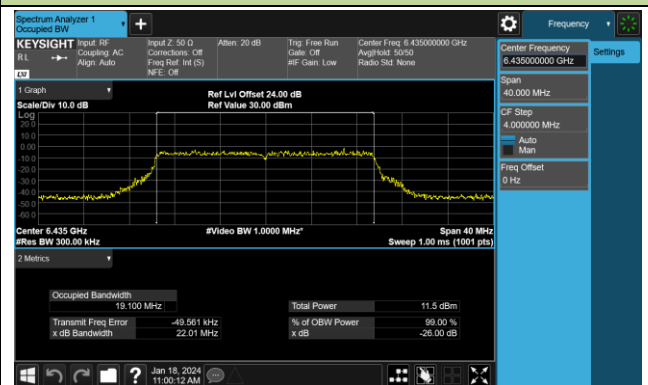 Spectrum Analyzer 1
Occupied BW
Frequency
KEYSIGHT
Input: RF
Coupling: AC
Align: Auto
RL
Input Z: 50 Ω
Corrections: Off
Freq Ref: Int (S)
NFE: Off
Atten: 20 dB
Trig: Free Run
Gate: Off
#IF Gain: Low
Center Freq: 6.435000000 GHz
Avg|Hold: 50/50
Radio Std: None
Center Frequency
6.435000000 GHz
Settings
Span
40.000 MHz
CF Step
4.000000 MHz
Auto
Man
Freq Offset
0 Hz
1 Graph
Scale/Div 10.0 dB
Ref Lvl Offset 24.00 dB
Ref Value 30.00 dBm
Log
20.0
10.0
0.00
-10.0
-20.0
-30.0
-40.0
-50.0
-60.0
Center 6.435 GHz
#Res BW 300.00 kHz
#Video BW 1.0000 MHz*
Span 40 MHz
Sweep 1.00 ms (1001 pts)
2 Metrics
Occupied Bandwidth
19.100 MHz
Total Power
11.5 dBm
Transmit Freq Error
-49.561 kHz
% of OBW Power
99.00 %
x dB Bandwidth
22.01 MHz
x dB
-26.00 dB
?
Jan 18, 2024
11:00:12 AM